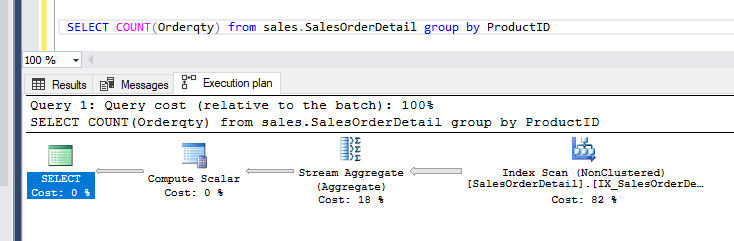 SELECT COUNT(Orderqty) from sales.SalesOrderDetail group by ProductID
100 %
Results Messages Execution plan
Query 1: Query cost (relative to the batch): 100%
SELECT COUNT(Orderqty) from sales.SalesOrderDetail group by ProductID
SELECT
Cost: 0 %
Compute Scalar
Cost: 0 %
Stream Aggregate
(Aggregate)
Cost: 18 %
Index Scan (NonClustered)
[SalesOrderDetail].[IX_SalesOrderDe…
Cost: 82 %